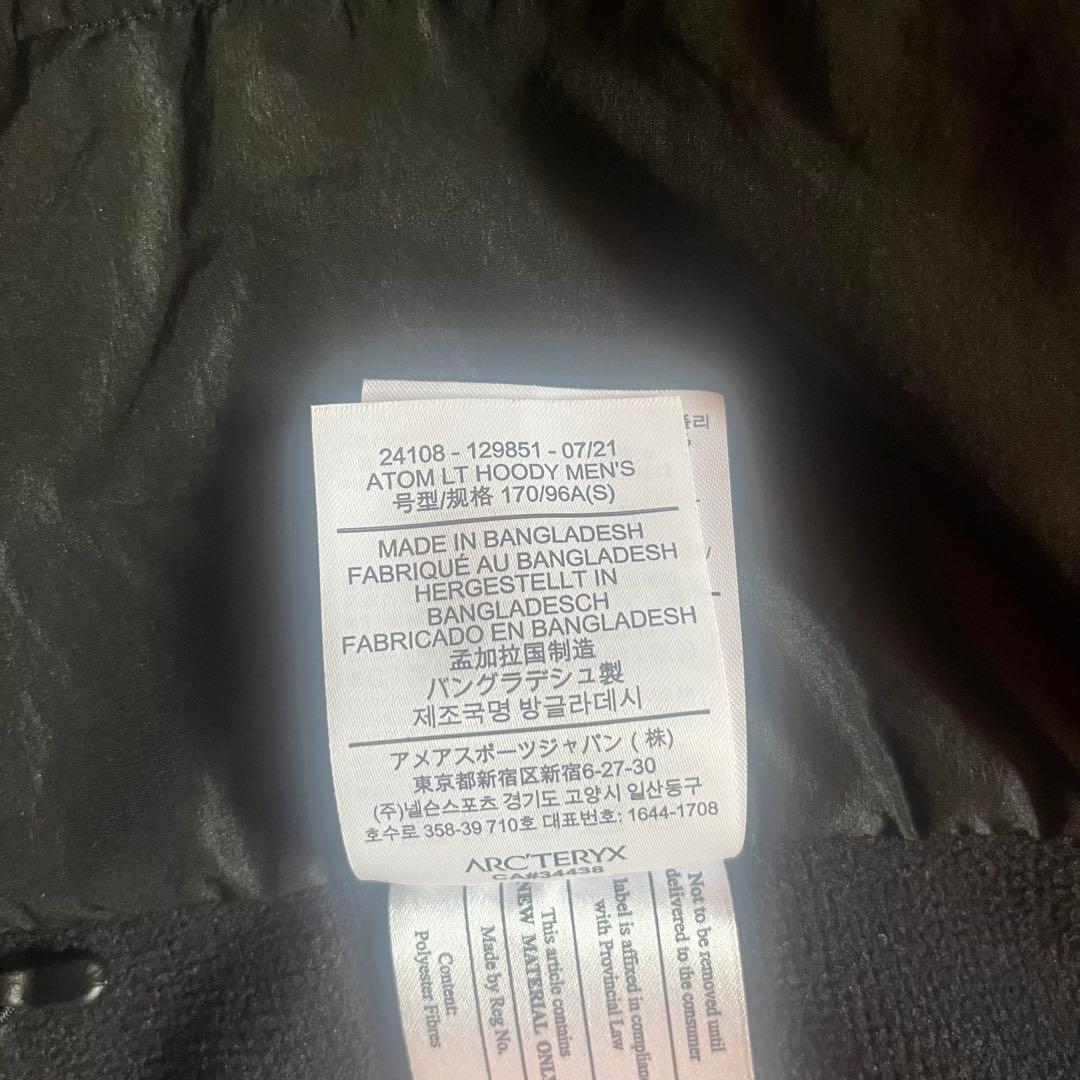 24108 - 129851 - 07/21
ATOM LT HOODY MEN'S
号型/规格 170/96A(S)
MADE IN BANGLADESH
FABRIQUÉ AU BANGLADESH
HERGESTELLT IN
BANGLADESCH
FABRICADO EN BANGLADESH
孟加拉国制造
バングラデシュ製
제조국명 방글라데시
アメアスポーツジャパン ( 株)
東京都新宿区新宿6-27-30
(주)넬슨스포츠 경기도 고양시 일산동구
호수로 358-39 710호 대표번호: 1644-1708
ARC'TERYX
CA#34438
Not to be removed until
delivered to the consumer
label is affixed in
with Provincial Law
This article contains
NEW MATERIAL
Made by Reg No.
Content:
Polyester Fibres